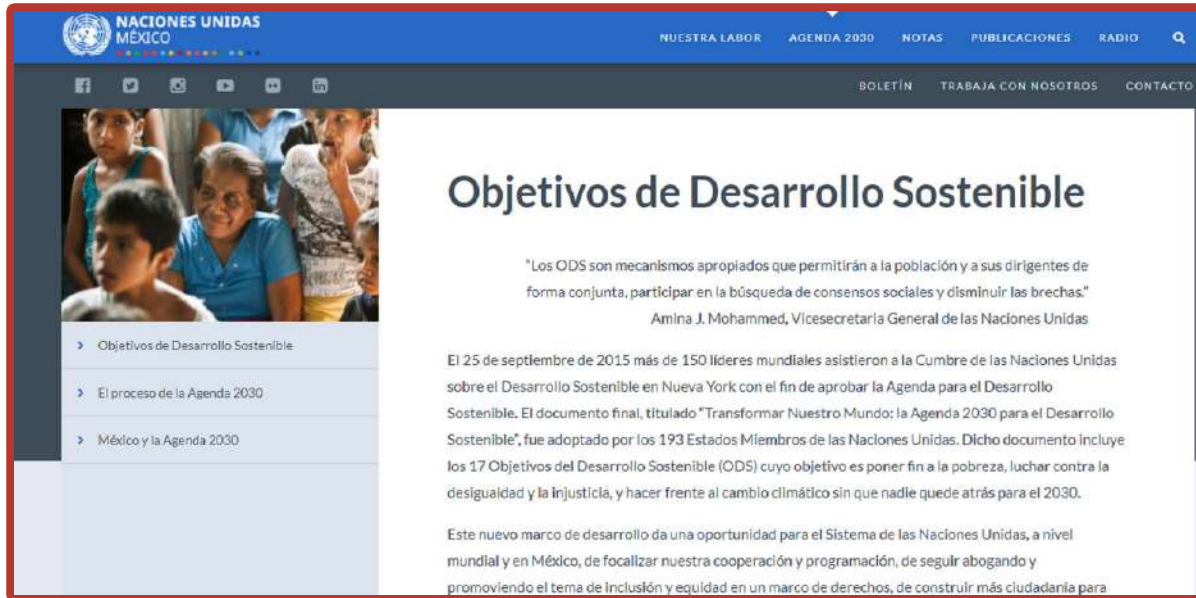 NACIONES UNIDAS
MÉXICO
NUESTRA LABOR AGENDA 2030 NOTAS PUBLICACIONES RADIO
BOLETÍN TRABAJA CON NOSOTROS CONTACTO
Objetivos de Desarrollo Sostenible
El proceso de la Agenda 2030
México y la Agenda 2030
Objetivos de Desarrollo Sostenible
"Los ODS son mecanismos apropiados que permitirán a la población y a sus dirigentes de
forma conjunta, participar en la búsqueda de consensos sociales y disminuir las brechas."
Amina J. Mohammed, Vicesecretaria General de las Naciones Unidas
El 25 de septiembre de 2015 más de 150 líderes mundiales asistieron a la Cumbre de las Naciones Unidas
sobre el Desarrollo Sostenible en Nueva York con el fin de aprobar la Agenda para el Desarrollo
Sostenible. El documento final, titulado "Transformar Nuestro Mundo: la Agenda 2030 para el Desarrollo
Sostenible", fue adoptado por los 193 Estados Miembros de las Naciones Unidas. Dicho documento incluye
los 17 Objetivos del Desarrollo Sostenible (ODS) cuyo objetivo es poner fin a la pobreza, luchar contra la
desigualdad y la injusticia, y hacer frente al cambio climático sin que nadie quede atrás para el 2030.
Este nuevo marco de desarrollo da una oportunidad para el Sistema de las Naciones Unidas, a nivel
mundial y en México, de focalizar nuestra cooperación y programación, de seguir abogando y
promoviendo el tema de inclusión y equidad en un marco de derechos, de construir más ciudadanía para